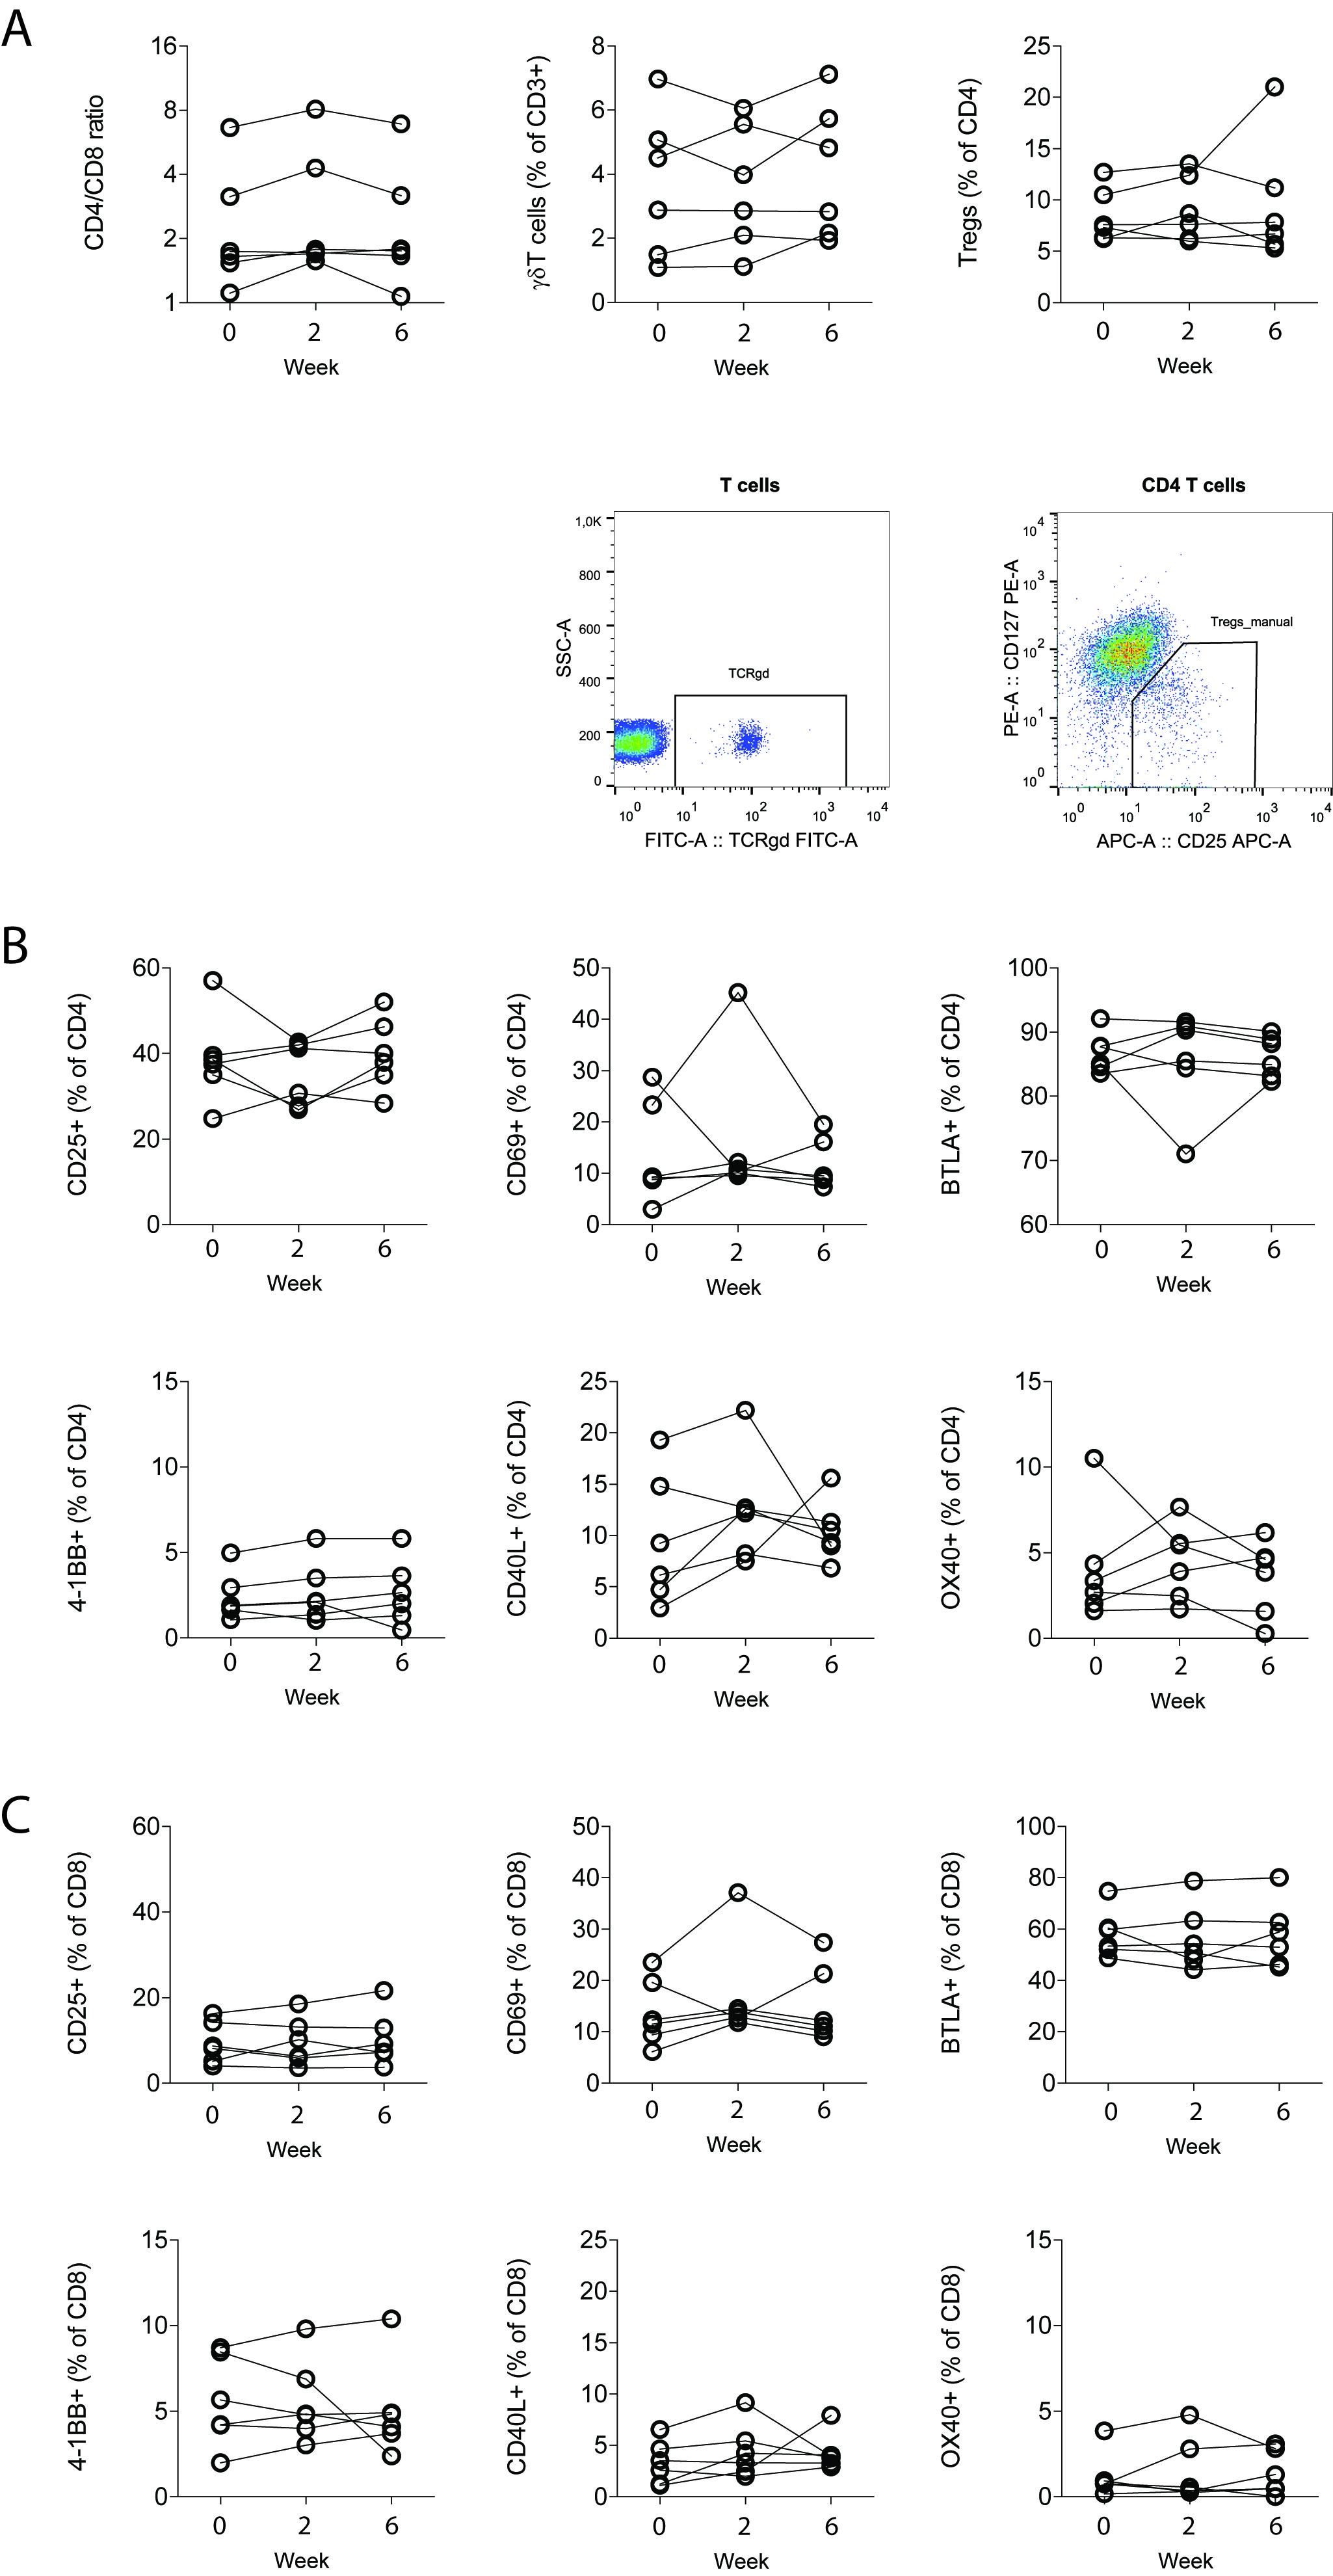 A
CD4/CD8 ratio
16
8
4
2
1
0 2 6
Week
γδT cells (% of CD3+)
8
6
4
2
0
0 2 6
Week
Tregs (% of CD4)
25
20
15
10
5
0
0 2 6
Week
T cells
SSC-A
1,0K
800
600
400
200
0
TCRgd
10^0 10^1 10^2 10^3 10^4
FITC-A :: TCRgd FITC-A
CD4 T cells
PE-A :: CD127 PE-A
10^4
10^3
10^2
10^1
10^0
Tregs_manual
10^0 10^1 10^2 10^3 10^4
APC-A :: CD25 APC-A
B
CD25+ (% of CD4)
60
40
20
0
0 2 6
Week
CD69+ (% of CD4)
50
40
30
20
10
0
0 2 6
Week
BTLA+ (% of CD4)
100
90
80
70
60
0 2 6
Week
4-1BB+ (% of CD4)
15
10
5
0
0 2 6
Week
CD40L+ (% of CD4)
25
20
15
10
5
0
0 2 6
Week
OX40+ (% of CD4)
15
10
5
0
0 2 6
Week
C
CD25+ (% of CD8)
60
40
20
0
0 2 6
Week
CD69+ (% of CD8)
50
40
30
20
10
0
0 2 6
Week
BTLA+ (% of CD8)
100
80
60
40
20
0
0 2 6
Week
4-1BB+ (% of CD8)
15
10
5
0
0 2 6
Week
CD40L+ (% of CD8)
25
20
15
10
5
0
0 2 6
Week
OX40+ (% of CD8)
15
10
5
0
0 2 6
Week